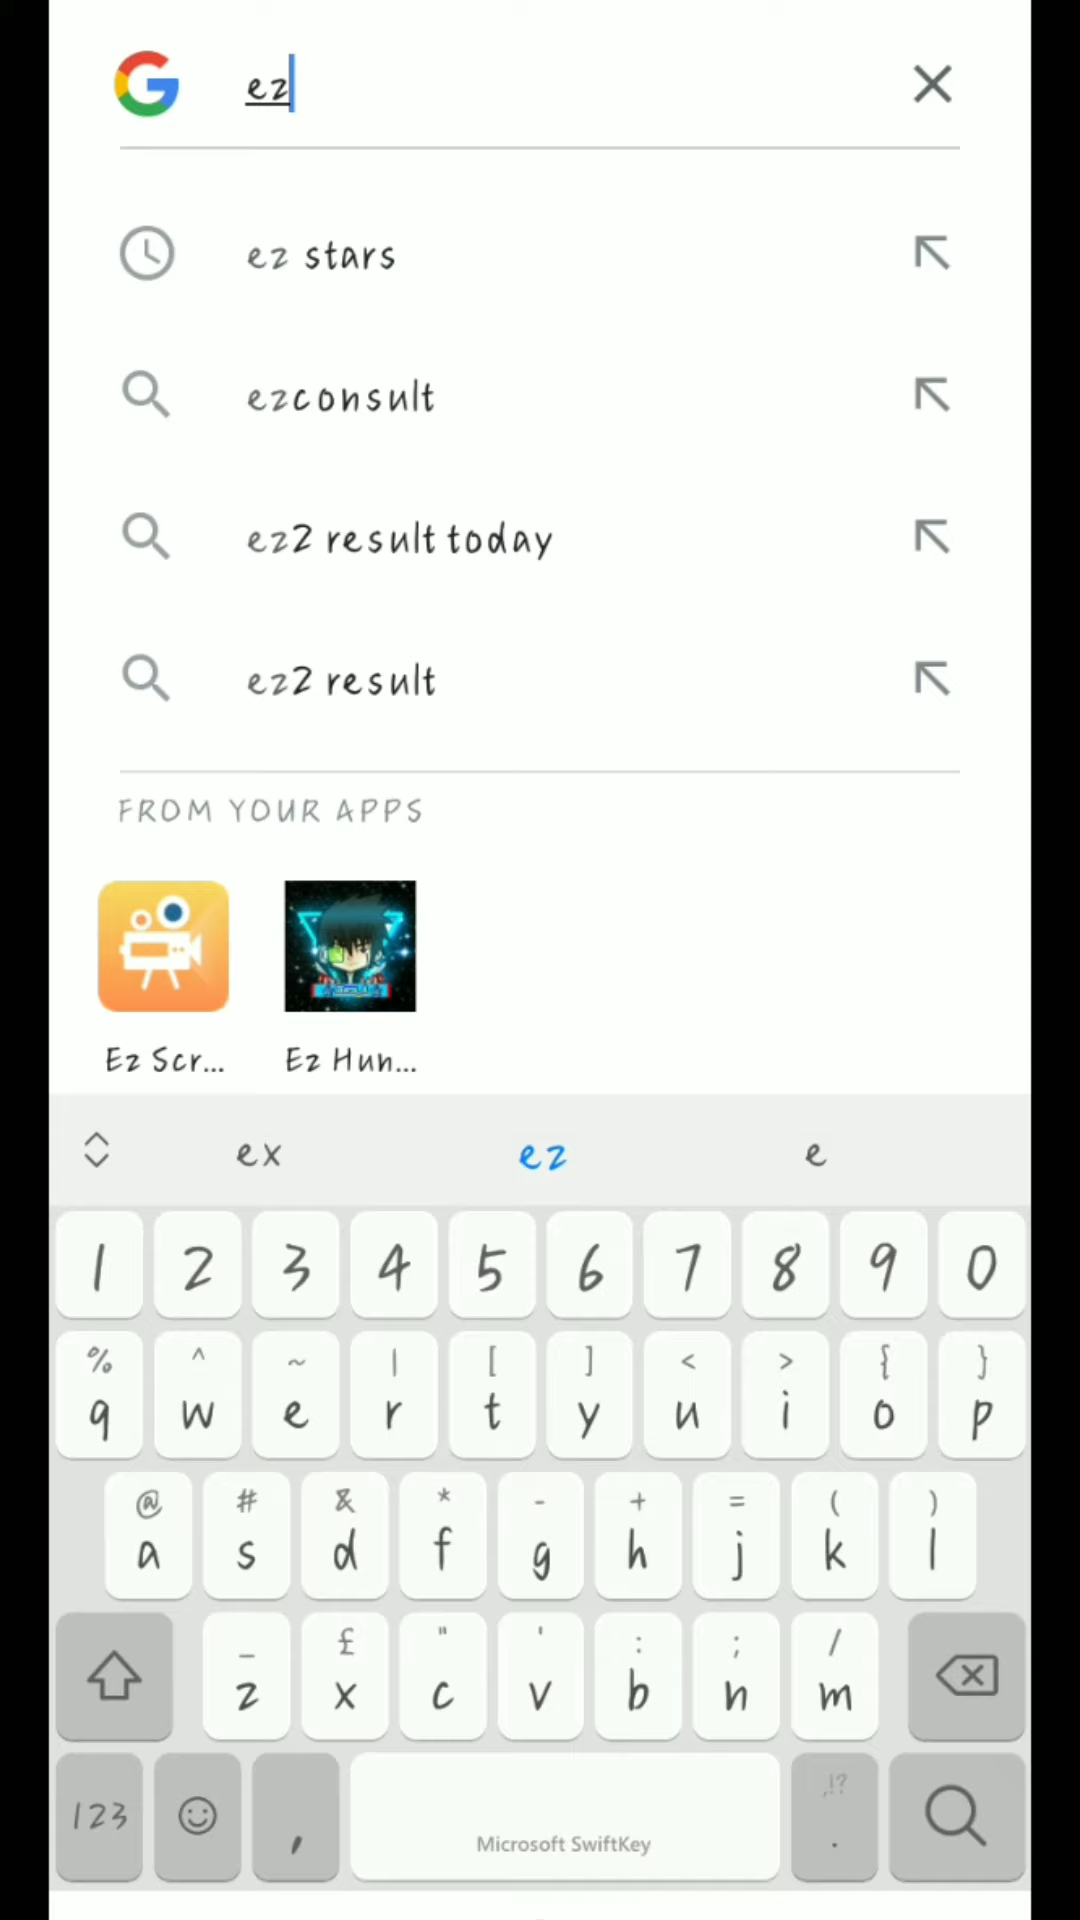 ez
ez stars
ezconsult
ez2 result today
ez2 result
FROM YOUR APPS
Ez Scr... Ez Hun...
ex ez e
1 2 3 4 5 6 7 8 9 0
% ^ ~ | [ ] < > { }
q w e r t y u i o p
@ # & * - + = ( )
a s d f g h j k l
_ £ " ' : ; /
z x c v b n m
,!?
123 , Microsoft SwiftKey .